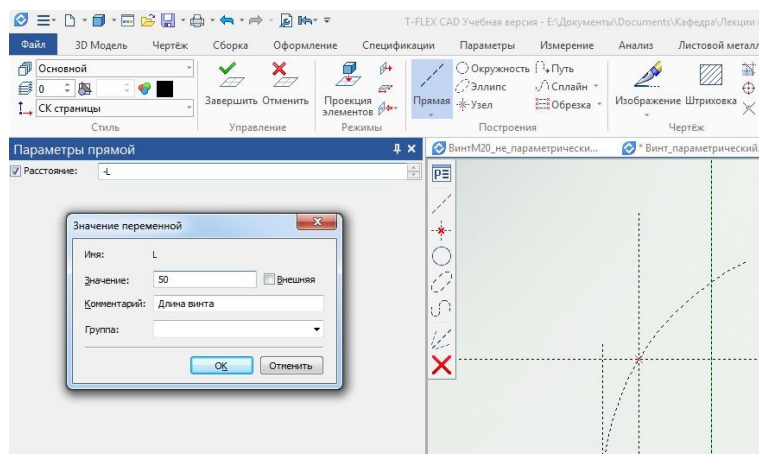 T-FLEX CAD Учебная версия - E:\Документы\Documents\Кафедра\Лекции
Файл 3D Модель Чертёж Сборка Оформление Спецификации Параметры Измерение Анализ Листовой металл
Основной
0
СК страницы
Стиль
Завершить Отменить
Управление
Проекция элементов
Режимы
Прямая
Окружность Путь
Эллипс Сплайн
Узел Обрезка
Построения
Изображение Штриховка
Чертёж
Параметры прямой
ВинтМ20_не_параметрически... * Винт_параметрический.
Расстояние: -L
Значение переменной
Имя: L
Значение: 50 Внешняя
Комментарий: Длина винта
Группа:
OK Отменить